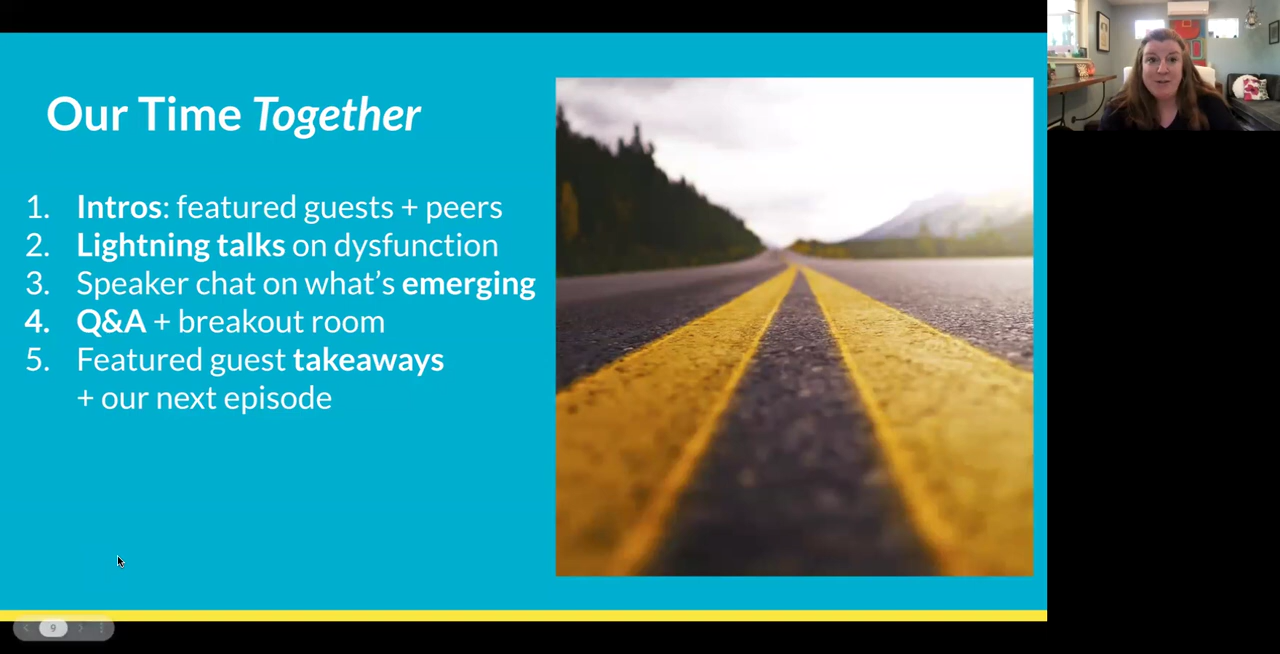 Our Time Together
1. Intros: featured guests + peers
2. Lightning talks on dysfunction
3. Speaker chat on what’s emerging
4. Q&A + breakout room
5. Featured guest takeaways
+ our next episode
9